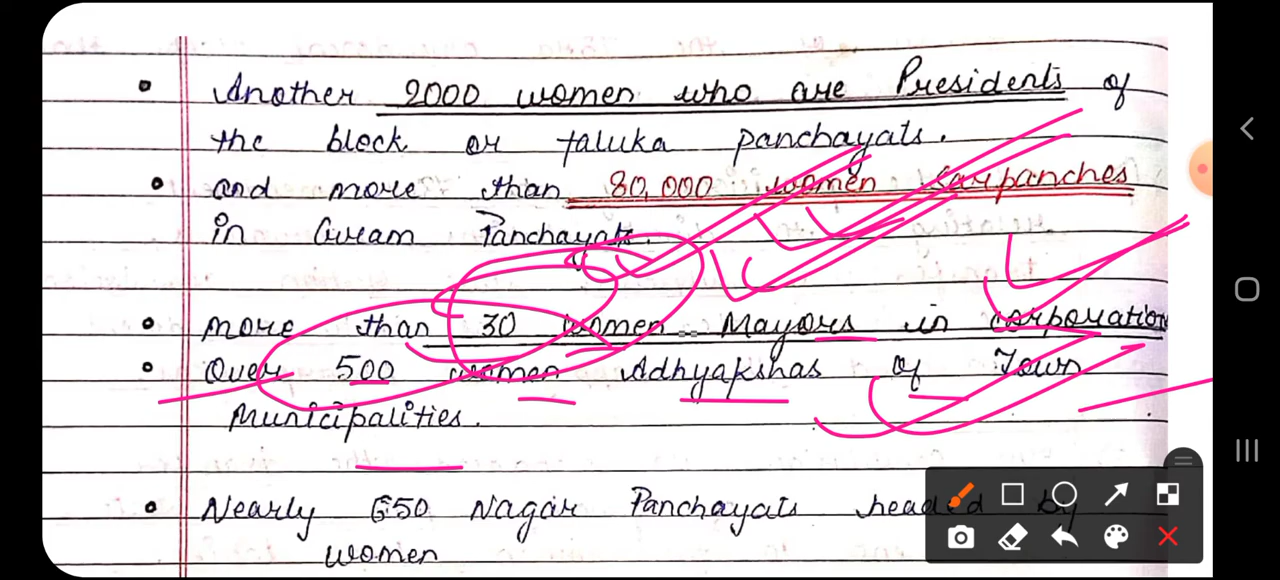 Another 2000 women who are Presidents of
the block or taluka panchayats.
and more than 80,000 women Sarpanches
in Gram Panchayats.
more than 30 women Mayors in corporation
Over 500 women Adhyakshas of Town
Municipalities.
Nearly 650 Nagar Panchayats headed by
women